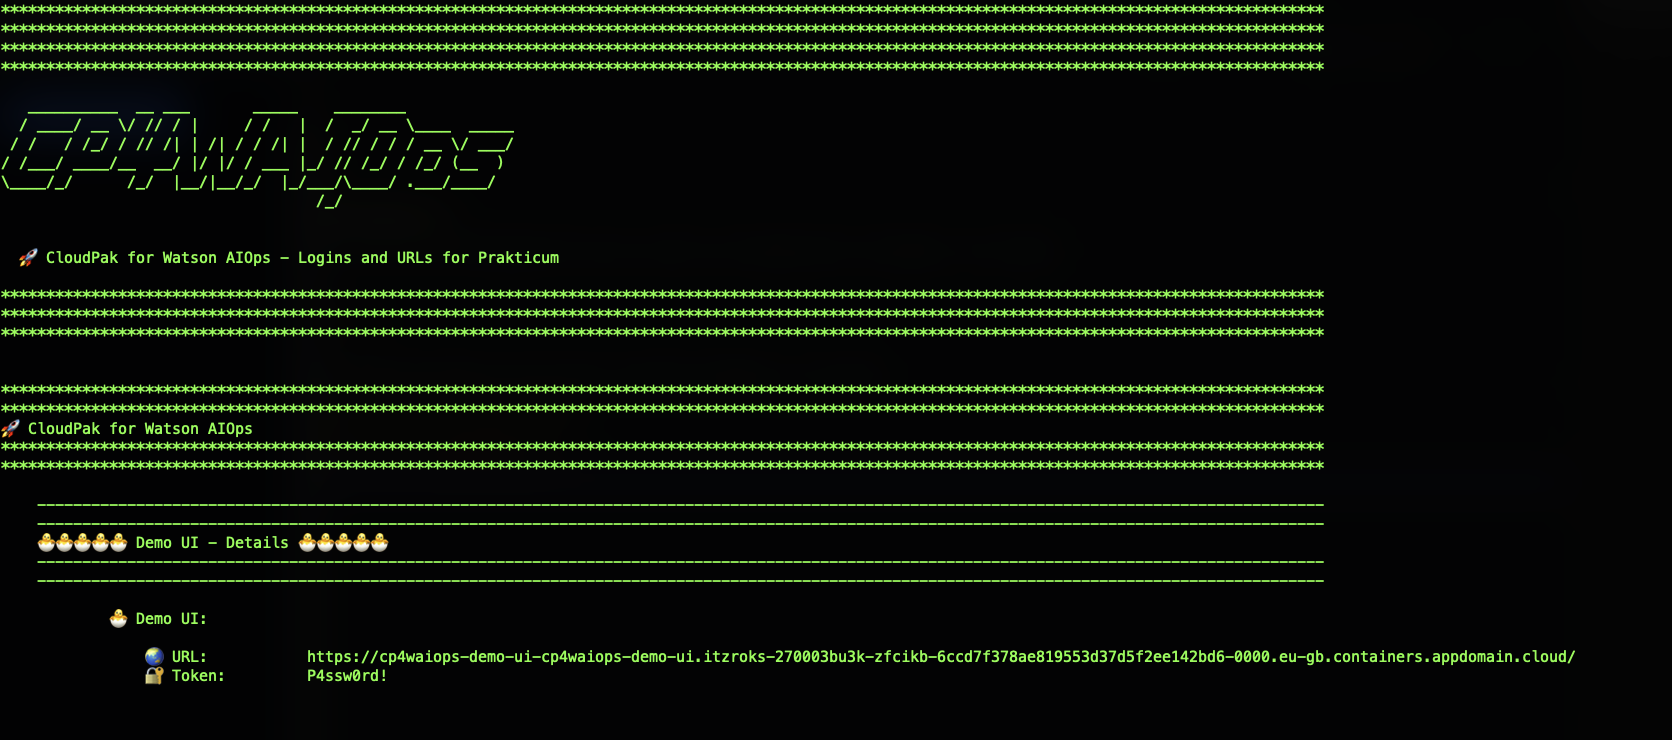 CP4WAIOps
🚀 CloudPak for Watson AIOps - Logins and URLs for Prakticum
🚀 CloudPak for Watson AIOps
🐣🐣🐣🐣🐣 Demo UI - Details 🐣🐣🐣🐣🐣
🐣 Demo UI:
🌏 URL: https://cp4waiops-demo-ui-cp4waiops-demo-ui.itzroks-270003bu3k-zfcikb-6ccd7f378ae819553d37d5f2ee142bd6-0000.eu-gb.containers.appdomain.cloud/
🔐 Token: P4ssw0rd!